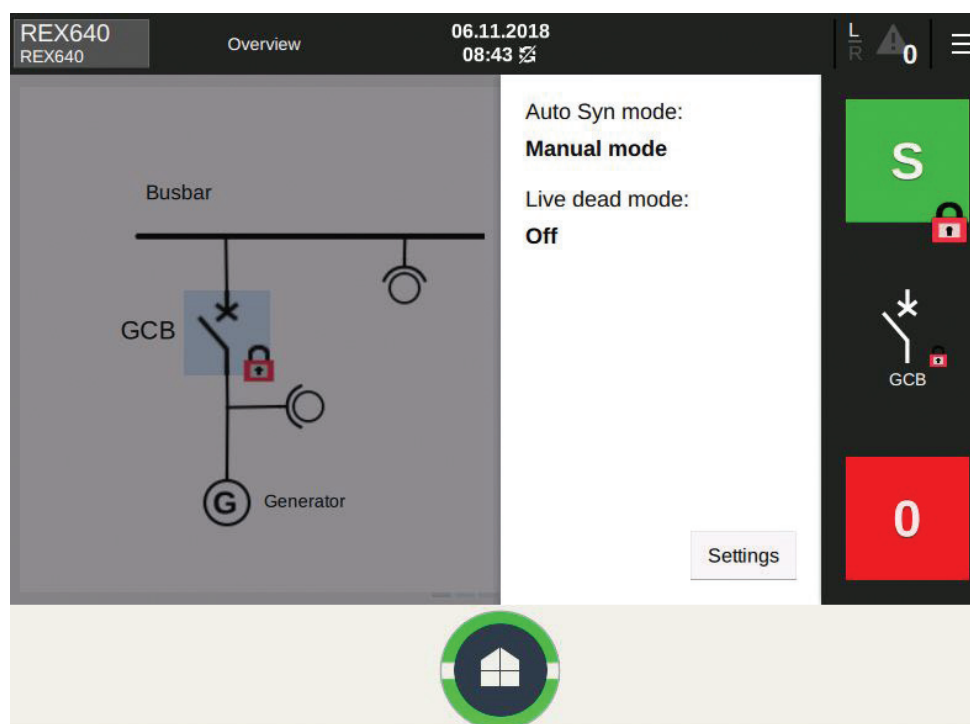 REX640
REX640
Overview
06.11.2018
08:43
L
R
0
Auto Syn mode:
Manual mode
Live dead mode:
Off
Busbar
GCB
G
Generator
Settings
S
GCB
0